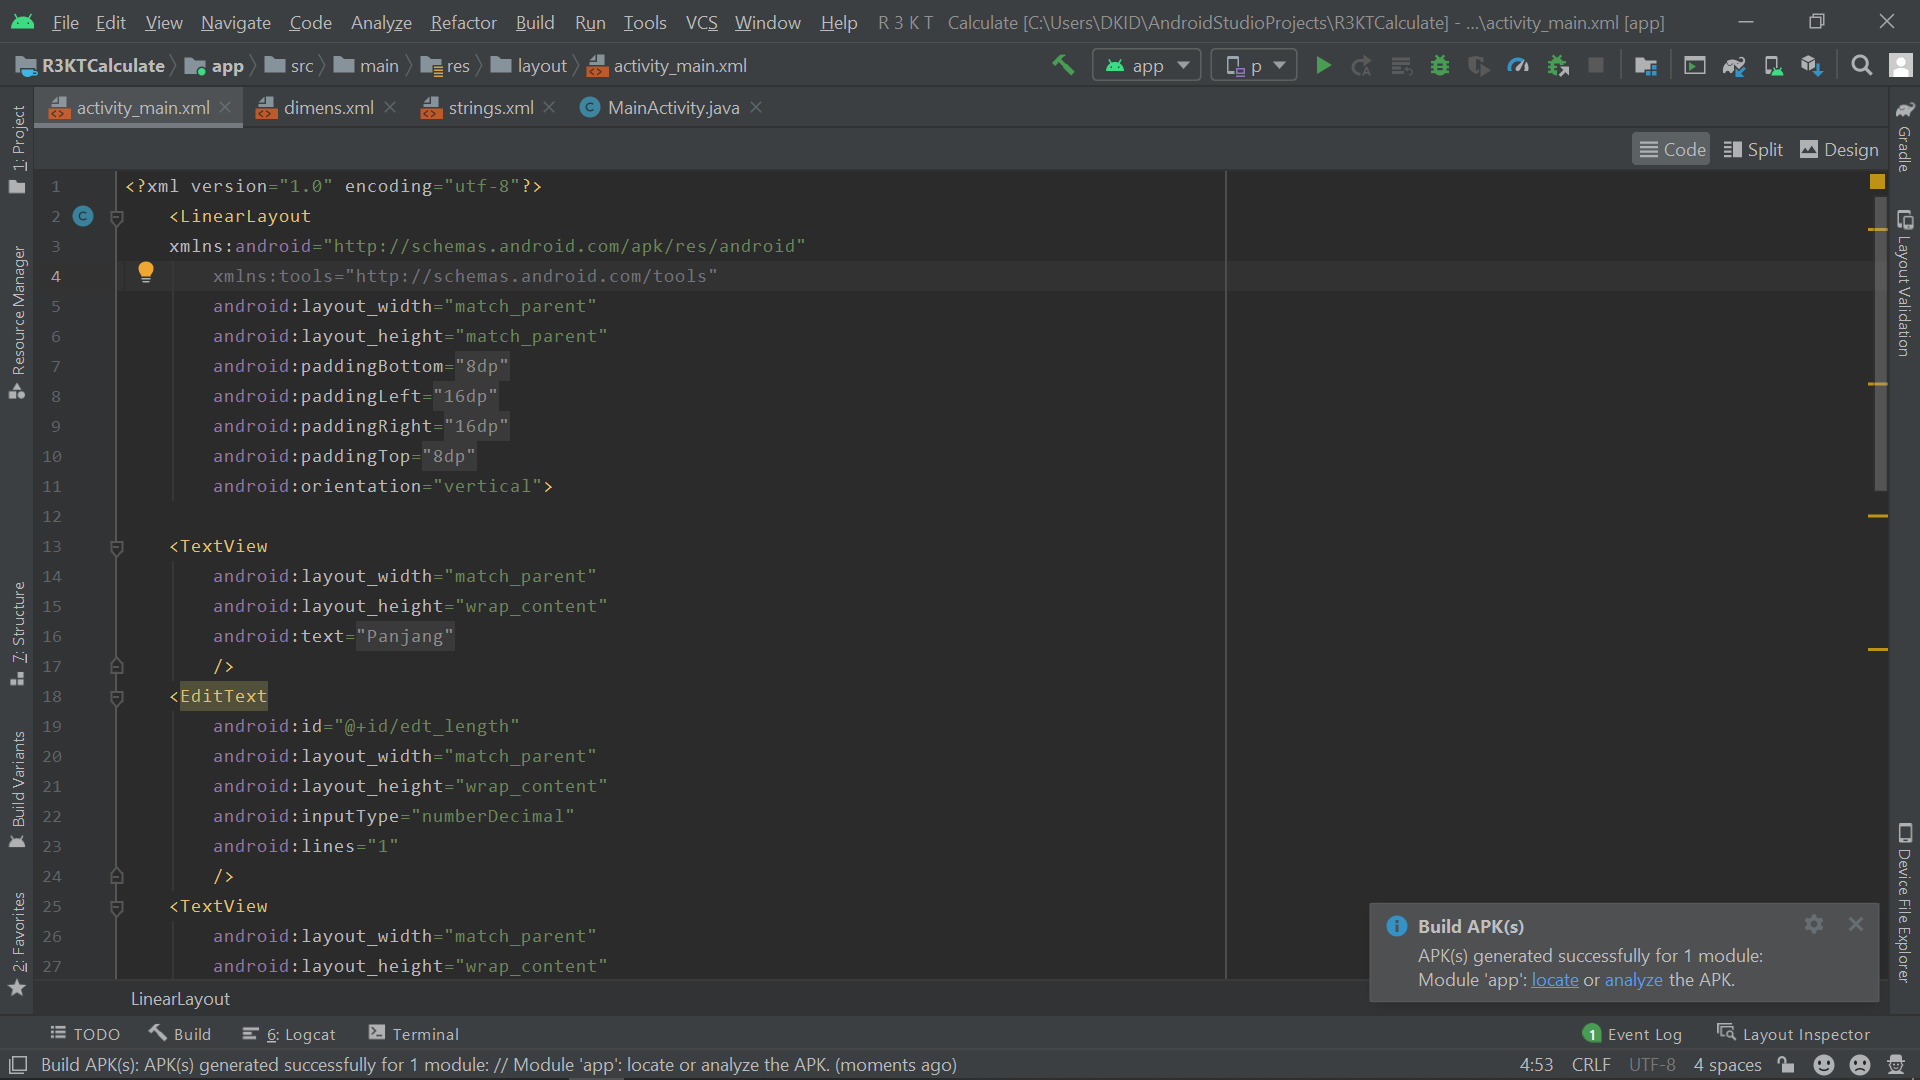 File Edit View Navigate Code Analyze Refactor Build Run Tools VCS Window Help R 3 K T Calculate [C:\Users\DKID\AndroidStudioProjects\R3KTCalculate] - ...\activity_main.xml [app]
R3KTCalculate app src main res layout activity_main.xml app p
activity_main.xml dimens.xml strings.xml MainActivity.java
Code Split Design
1: Project
Resource Manager
7: Structure
Build Variants
2: Favorites
1 <?xml version="1.0" encoding="utf-8"?>
2 <LinearLayout
3 xmlns:android="http://schemas.android.com/apk/res/android"
4 xmlns:tools="http://schemas.android.com/tools"
5 android:layout_width="match_parent"
6 android:layout_height="match_parent"
7 android:paddingBottom="8dp"
8 android:paddingLeft="16dp"
9 android:paddingRight="16dp"
10 android:paddingTop="8dp"
11 android:orientation="vertical">
12
13 <TextView
14 android:layout_width="match_parent"
15 android:layout_height="wrap_content"
16 android:text="Panjang"
17 />
18 <EditText
19 android:id="@+id/edt_length"
20 android:layout_width="match_parent"
21 android:layout_height="wrap_content"
22 android:inputType="numberDecimal"
23 android:lines="1"
24 />
25 <TextView
26 android:layout_width="match_parent"
27 android:layout_height="wrap_content"
Gradle
Layout Validation
Device File Explorer
Build APK(s)
APK(s) generated successfully for 1 module:
Module 'app': locate or analyze the APK.
LinearLayout
TODO Build 6: Logcat Terminal 1 Event Log Layout Inspector
Build APK(s): APK(s) generated successfully for 1 module: // Module 'app': locate or analyze the APK. (moments ago) 4:53 CRLF UTF-8 4 spaces